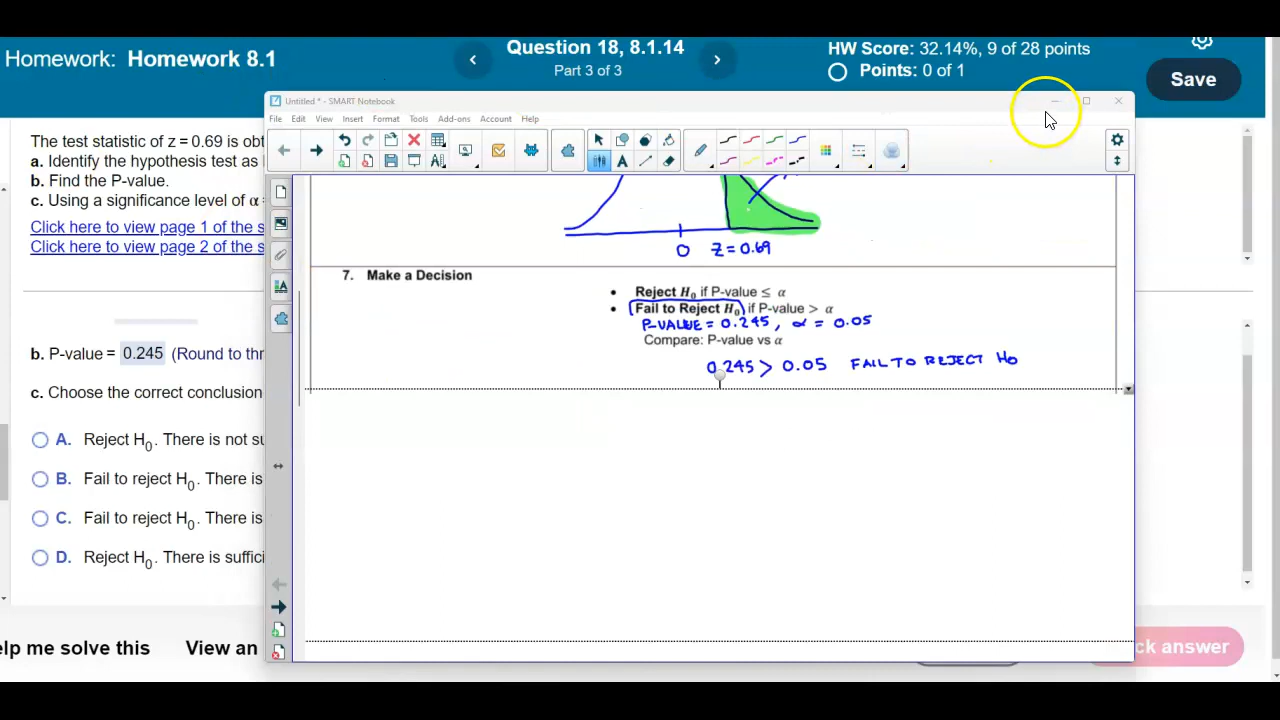 Homework: Homework 8.1
Question 18, 8.1.14
Part 3 of 3
HW Score: 32.14%, 9 of 28 points
Points: 0 of 1
Save
The test statistic of z = 0.69 is
a. Identify the hypothesis test as
b. Find the P-value.
c. Using a significance level of α
Click here to view page 1 of the
Click here to view page 2 of the
b. P-value = 0.245 (Round to
c. Choose the correct conclusion
A. Reject H0. There is not
B. Fail to reject H0. There is
C. Fail to reject H0. There is
D. Reject H0. There is
me solve this
View an
answer
Untitled * - SMART Notebook
File Edit View Insert Format Tools Add-ons Account Help
0 Z = 0.69
7. Make a Decision
• Reject H0 if P-value ≤ α
• Fail to Reject H0 if P-value > α
P-VALUE = 0.245, α = 0.05
Compare: P-value vs α
0.245 > 0.05 FAIL TO REJECT H0